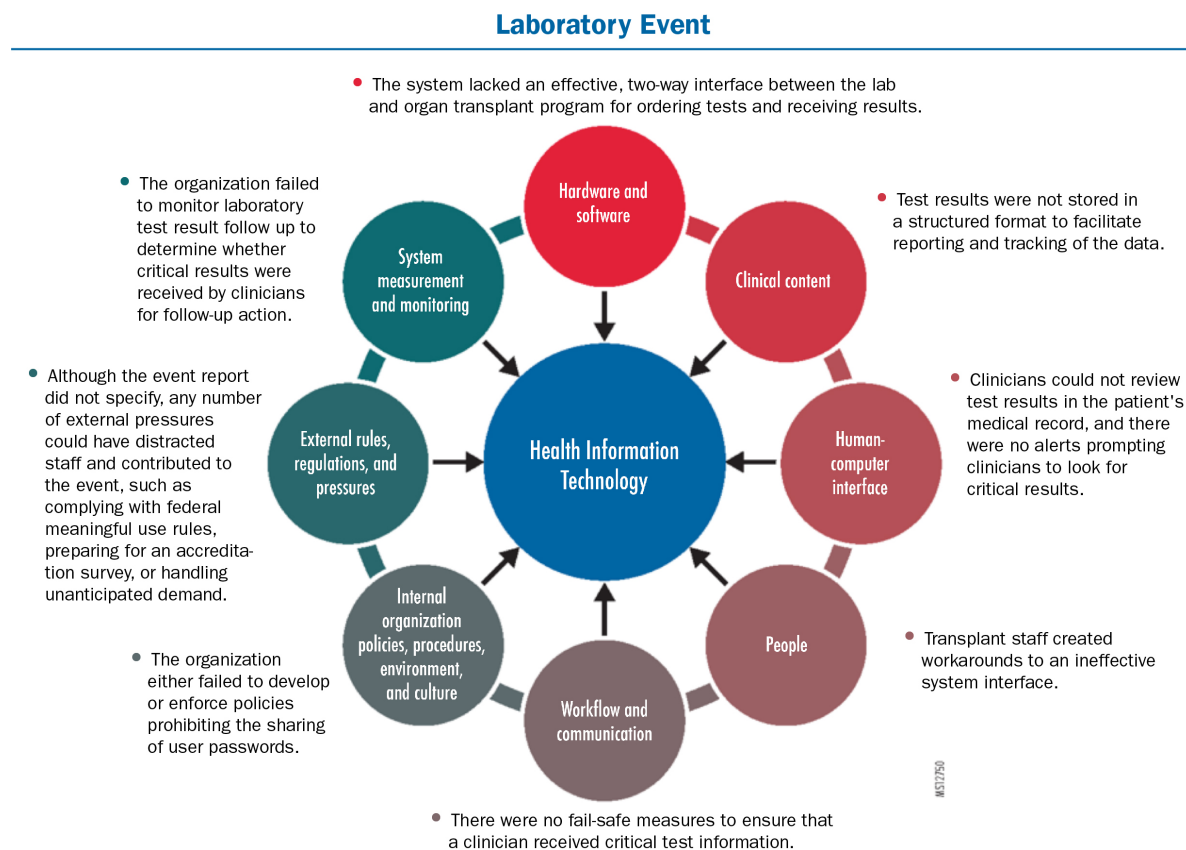 Laboratory Event
• The system lacked an effective, two-way interface between the lab
and organ transplant program for ordering tests and receiving results.
Hardware and
software
• Test results were not stored in
a structured format to facilitate
reporting and tracking of the data.
Clinical content
• Clinicians could not review
test results in the patient's
medical record, and there
were no alerts prompting
clinicians to look for
critical results.
Human-
computer
interface
• Transplant staff created
workarounds to an ineffective
system interface.
People
• There were no fail-safe measures to ensure that
a clinician received critical test information.
Workflow and
communication
• The organization
either failed to develop
or enforce policies
prohibiting the sharing
of user passwords.
Internal
organization
policies, procedures,
environment,
and culture
• Although the event report
did not specify, any number
of external pressures
could have distracted
staff and contributed to
the event, such as
complying with federal
meaningful use rules,
preparing for an accredita-
tion survey, or handling
unanticipated demand.
External rules,
regulations, and
pressures
• The organization failed
to monitor laboratory
test result follow up to
determine whether
critical results were
received by clinicians
for follow-up action.
System
measurement
and monitoring
Health Information
Technology
MS12750